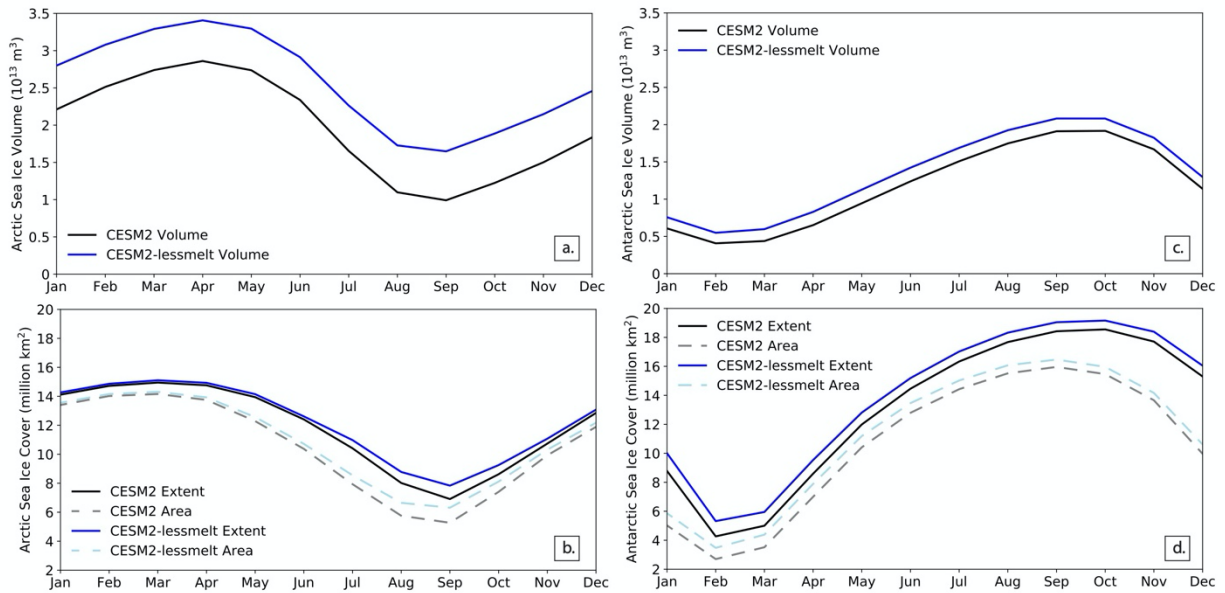 Arctic Sea Ice Volume (10¹³ m³)
3.5
3
2.5
2
1.5
1
0.5
0
CESM2 Volume
CESM2-lessmelt Volume
a.
Jan Feb Mar Apr May Jun Jul Aug Sep Oct Nov Dec
Antarctic Sea Ice Volume (10¹³ m³)
3.5
3
2.5
2
1.5
1
0.5
0
CESM2 Volume
CESM2-lessmelt Volume
c.
Jan Feb Mar Apr May Jun Jul Aug Sep Oct Nov Dec
Arctic Sea Ice Cover (million km²)
20
18
16
14
12
10
8
6
4
2
CESM2 Extent
CESM2 Area
CESM2-lessmelt Extent
CESM2-lessmelt Area
b.
Jan Feb Mar Apr May Jun Jul Aug Sep Oct Nov Dec
Antarctic Sea Ice Cover (million km²)
20
18
16
14
12
10
8
6
4
2
CESM2 Extent
CESM2 Area
CESM2-lessmelt Extent
CESM2-lessmelt Area
d.
Jan Feb Mar Apr May Jun Jul Aug Sep Oct Nov Dec